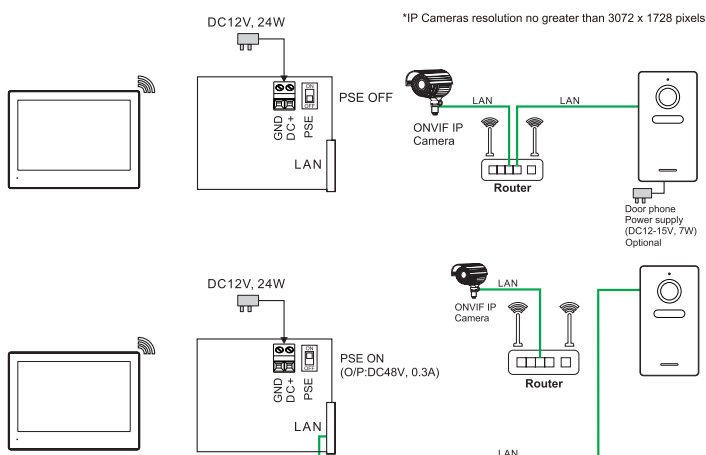 *IP Cameras resolution no greater than 3072 x 1728 pixels
DC12V, 24W
ON
OFF
PSE OFF
GND
DC+
PSE
LAN
LAN
LAN
ONVIF IP
Camera
Router
Door phone
Power supply
(DC12-15V, 7W)
Optional
DC12V, 24W
ON
OFF
PSE ON
(O/P:DC48V, 0.3A)
GND
DC+
PSE
LAN
LAN
ONVIF IP
Camera
Router
LAN